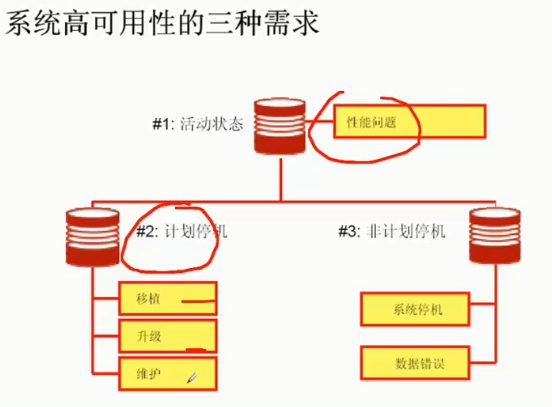 系统高可用性的三种需求
#1: 活动状态
性能问题
#2: 计划停机
#3: 非计划停机
移植
系统停机
升级
数据错误
维护